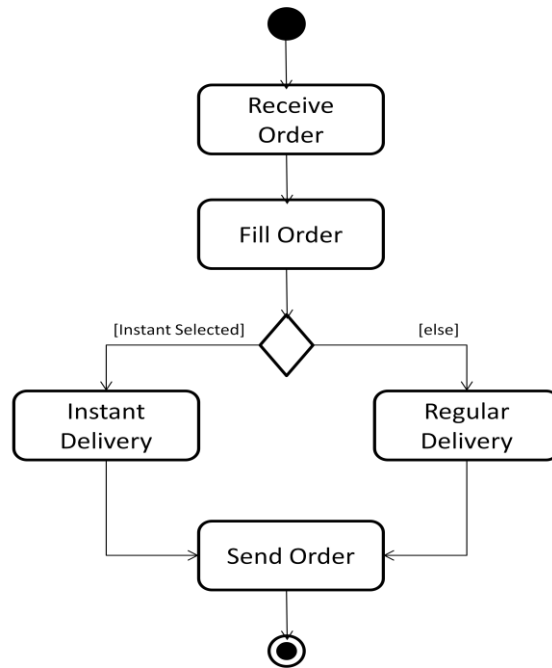 Receive
Order
Fill Order
[Instant Selected]
[else]
Instant
Delivery
Regular
Delivery
Send Order